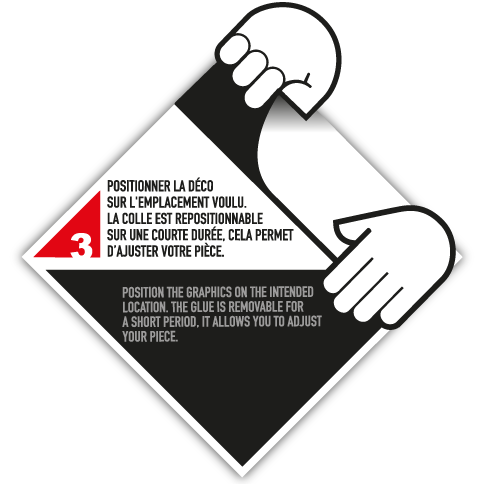 POSITIONNER LA DÉCO
SUR L'EMPLACEMENT VOULU.
LA COLLE EST REPOSITIONNABLE
SUR UNE COURTE DURÉE, CELA PERMET
D'AJUSTER VOTRE PIÈCE.
3
POSITION THE GRAPHICS ON THE INTENDED
LOCATION. THE GLUE IS REMOVABLE FOR
A SHORT PERIOD, IT ALLOWS YOU TO ADJUST
YOUR PIECE.